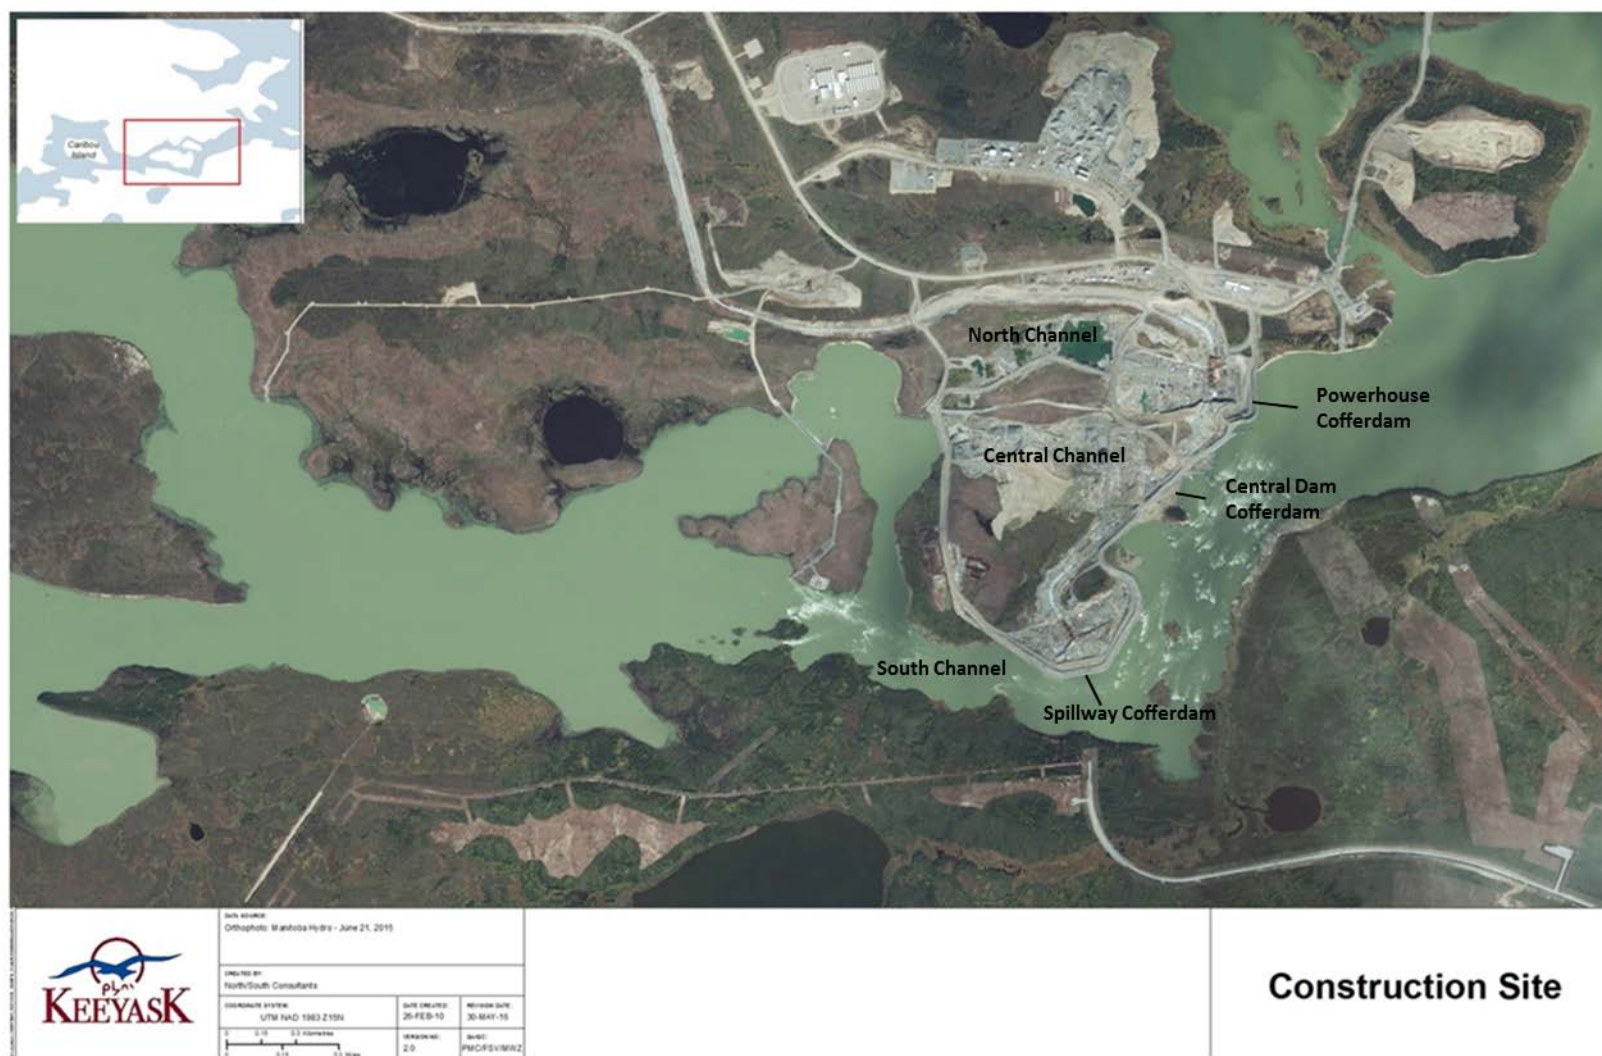 Caribou
Island
North Channel
Powerhouse
Cofferdam
Central Channel
Central Dam
Cofferdam
South Channel
Spillway Cofferdam
KEEYASK
DATA SOURCE:
Orthophoto: Manitoba Hydro - June 21, 2015
CREATED BY:
North/South Consultants
COORDINATE SYSTEM:
UTM NAD 1983 Z15N
DATE CREATED:
26-FEB-10
REVISION DATE:
30-MAY-16
VERSION NO:
2.0
QA/QC:
Construction Site